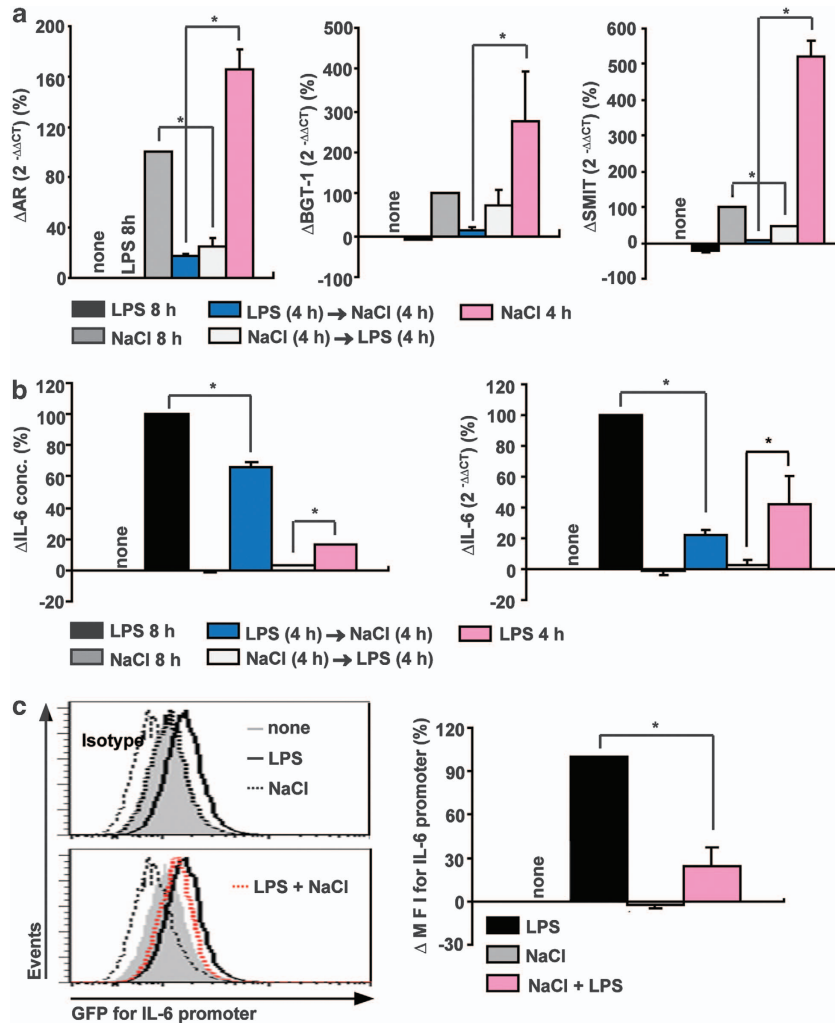 a
ΔAR (2 -ΔΔCT) (%)
200
160
120
80
40
0
none
LPS 8h
*
*
ΔBGT-1 (2 -ΔΔCT) (%)
500
400
300
200
100
0
-100
none
*
ΔSMIT (2 -ΔΔCT) (%)
600
500
400
300
200
100
0
-100
none
*
*
LPS 8 h
LPS (4 h) → NaCl (4 h)
NaCl 4 h
NaCl 8 h
NaCl (4 h) → LPS (4 h)
b
ΔIL-6 conc. (%)
120
100
80
60
40
20
0
-20
none
*
*
ΔIL-6 (2 -ΔΔCT) (%)
120
100
80
60
40
20
0
-20
none
*
*
LPS 8 h
LPS (4 h) → NaCl (4 h)
LPS 4 h
NaCl 8 h
NaCl (4 h) → LPS (4 h)
c
Isotype
none
LPS
NaCl
LPS + NaCl
Events
GFP for IL-6 promoter
Δ M F I for IL-6 promoter (%)
120
90
60
30
0
-30
none
*
LPS
NaCl
NaCl + LPS